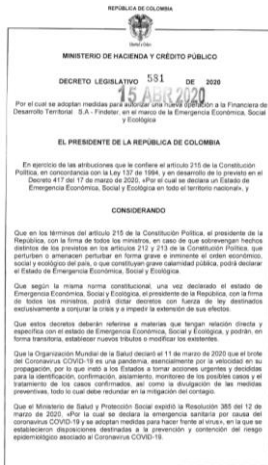 REPÚBLICA DE COLOMBIA
MINISTERIO DE HACIENDA Y CRÉDITO PÚBLICO
DECRETO LEGISLATIVO 581 DE 2020
15 ABR 2020
Por el cual se adoptan medidas para autorizar una nueva operación a la Financiera de
Desarrollo Territorial S.A - Findeter, en el marco de la Emergencia Económica, Social
y Ecológica
EL PRESIDENTE DE LA REPÚBLICA DE COLOMBIA
En ejercicio de las atribuciones que le confiere el artículo 215 de la Constitución
Política, en concordancia con la Ley 137 de 1994, y en desarrollo de lo previsto en el
Decreto 417 del 17 de marzo de 2020, «Por el cual se declara un Estado de
Emergencia Económica, Social y Ecológica en todo el territorio nacional», y
CONSIDERANDO
Que en los términos del artículo 215 de la Constitución Política, el presidente de la
República, con la firma de todos los ministros, en caso de que sobrevengan hechos
distintos de los previstos en los artículos 212 y 213 de la Constitución Política, que
perturben o amenacen perturbar en forma grave e inminente el orden económico,
social y ecológico del país, o que constituyan grave calamidad pública, podrá declarar
el Estado de Emergencia Económica, Social y Ecológica.
Que según la misma norma constitucional, una vez declarado el estado de
Emergencia Económica, Social y Ecológica, el presidente de la República, con la firma
de todos los ministros, podrá dictar decretos con fuerza de ley destinados
exclusivamente a conjurar la crisis y a impedir la extensión de sus efectos.
Que estos decretos deberán referirse a materias que tengan relación directa y
específica con el estado de Emergencia Económica, Social y Ecológica, y podrán, en
forma transitoria, establecer nuevos tributos o modificar los existentes.
Que la Organización Mundial de la Salud declaró el 11 de marzo de 2020 que el brote
del Coronavirus COVID-19 es una pandemia, esencialmente por la velocidad en su
propagación, por lo que instó a los Estados a tomar acciones urgentes y decididas
para la identificación, confirmación, aislamiento, monitoreo de los posibles casos y el
tratamiento de los casos confirmados, así como la divulgación de las medidas
preventivas, todo lo cual debe redundar en la mitigación del contagio.
Que el Ministerio de Salud y Protección Social expidió la Resolución 385 del 12 de
marzo de 2020, «Por la cual se declara la emergencia sanitaria por causa del
coronavirus COVID-19 y se adoptan medidas para hacer frente al virus», en la que se
establecieron disposiciones destinadas a la prevención y contención del riesgo
epidemiológico asociado al Coronavirus COVID-19.